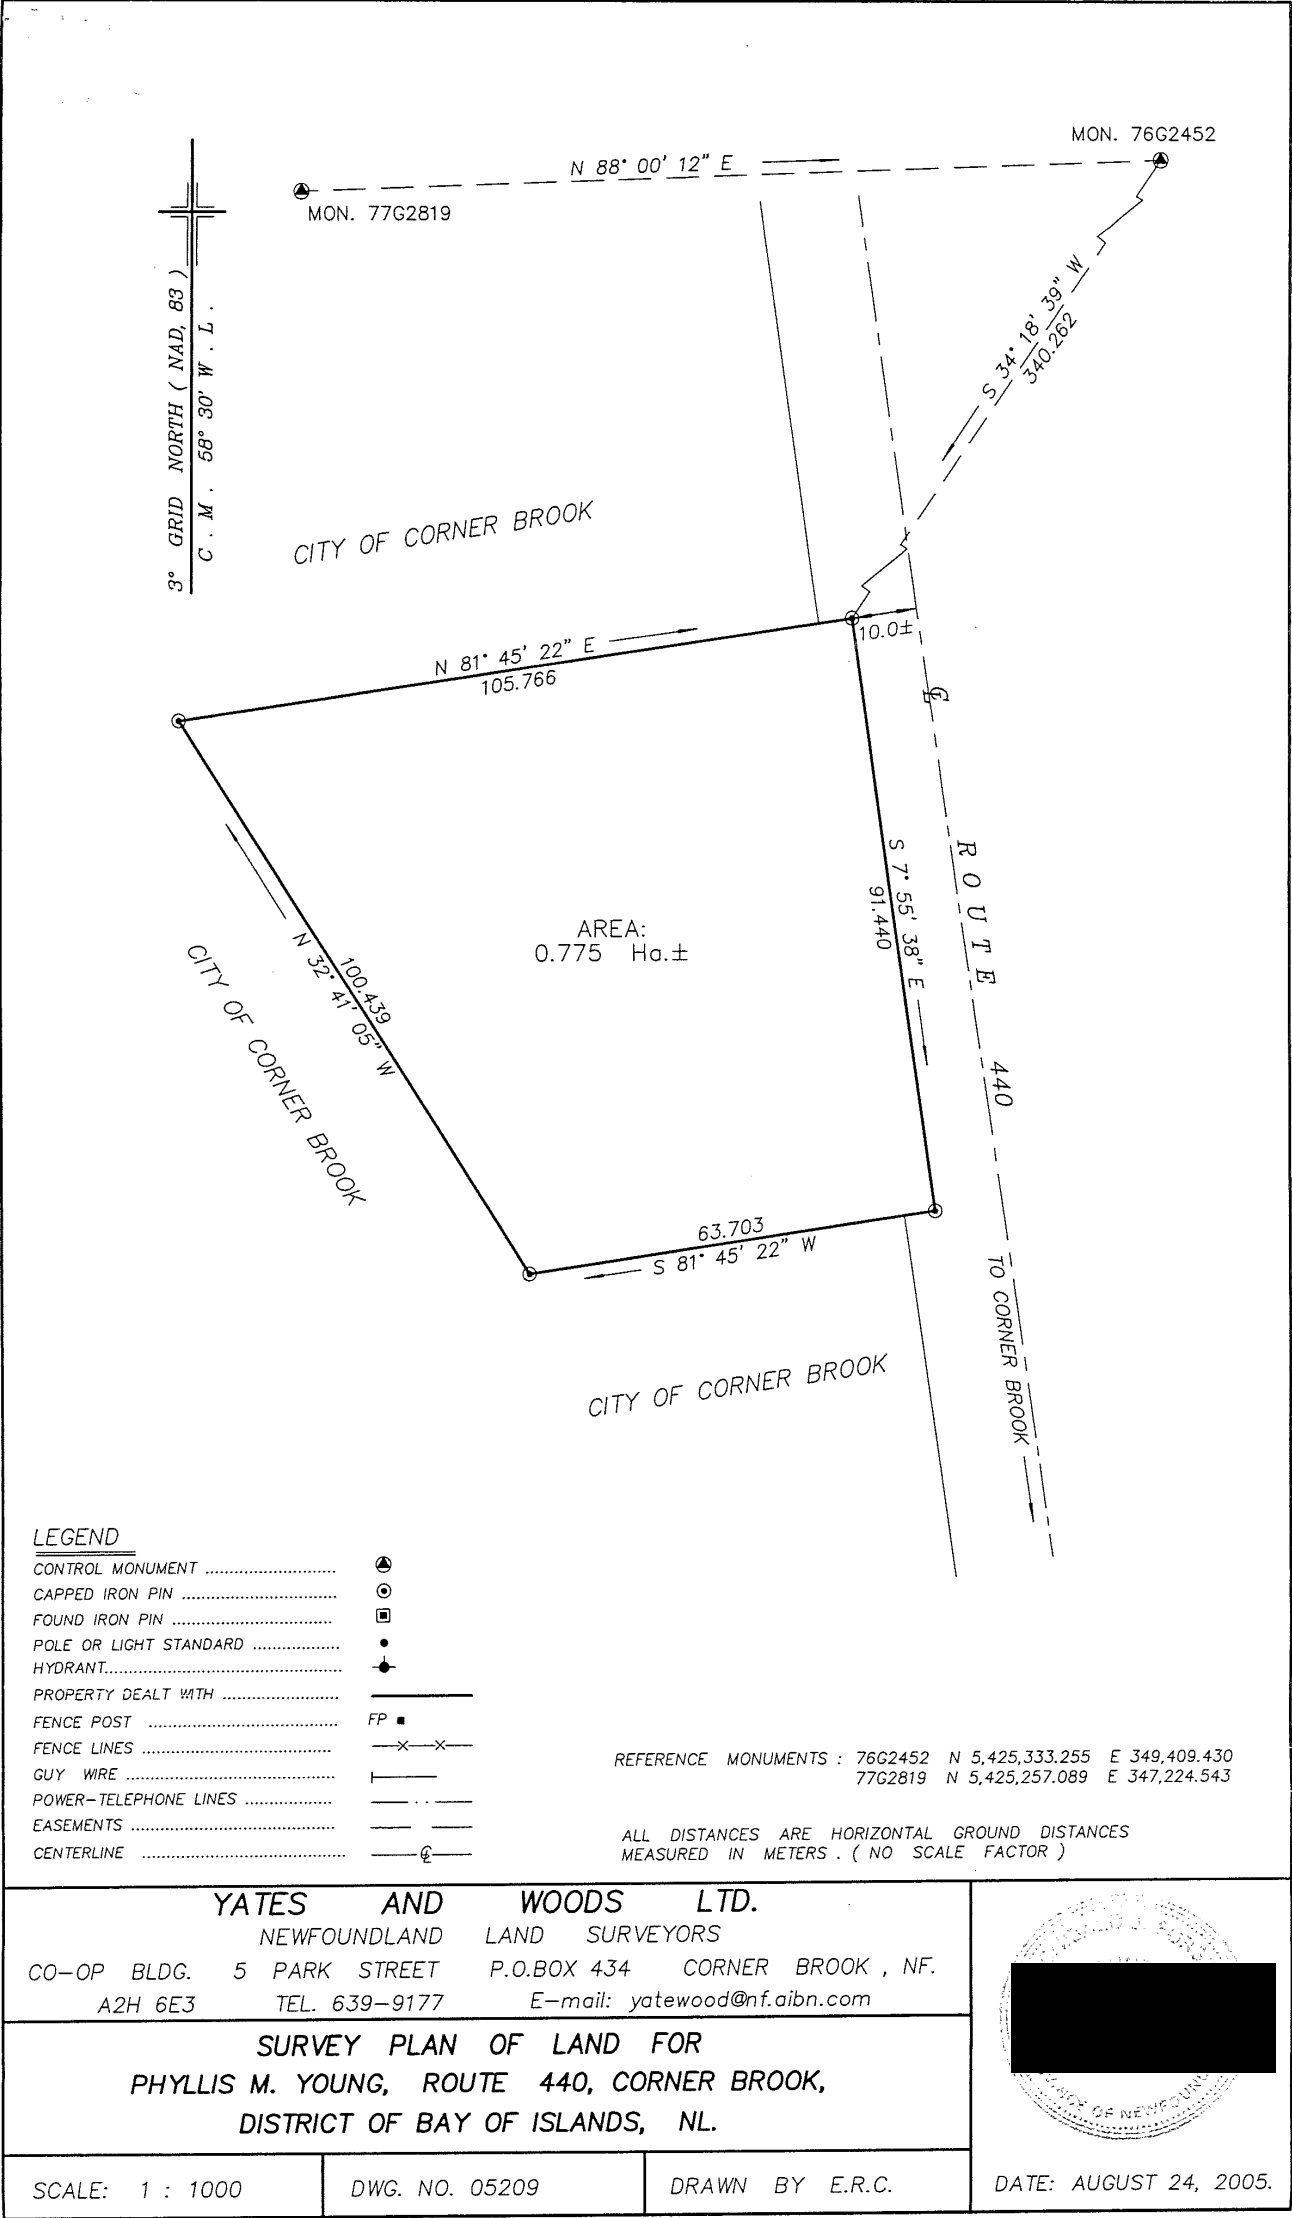 MON. 76G2452
N 88° 00' 12" E
MON. 77G2819
3° GRID NORTH ( NAD, 83 )
C . M . 58° 30' W . L .
S 34° 18' 39" W
340.262
CITY OF CORNER BROOK
10.0±
N 81° 45' 22" E
105.766
℄
ROUTE 440
S 7° 55' 38" E
91.440
AREA:
0.775 Ha.±
100.439
N 32° 41' 05" W
CITY OF CORNER BROOK
63.703
S 81° 45' 22" W
TO CORNER BROOK
CITY OF CORNER BROOK
LEGEND
CONTROL MONUMENT ...........................
CAPPED IRON PIN ................................
FOUND IRON PIN .................................
POLE OR LIGHT STANDARD ..................
HYDRANT.................................................
PROPERTY DEALT WITH ........................
FENCE POST ....................................... FP
FENCE LINES .......................................
GUY WIRE ...........................................
POWER-TELEPHONE LINES ..................
EASEMENTS ..........................................
CENTERLINE .......................................... ℄
REFERENCE MONUMENTS : 76G2452 N 5,425,333.255 E 349,409.430
77G2819 N 5,425,257.089 E 347,224.543
ALL DISTANCES ARE HORIZONTAL GROUND DISTANCES
MEASURED IN METERS . ( NO SCALE FACTOR )
YATES AND WOODS LTD.
NEWFOUNDLAND LAND SURVEYORS
CO-OP BLDG. 5 PARK STREET P.O.BOX 434 CORNER BROOK , NF.
A2H 6E3 TEL. 639-9177 E-mail: yatewood@nf.aibn.com
SURVEY PLAN OF LAND FOR
PHYLLIS M. YOUNG, ROUTE 440, CORNER BROOK,
DISTRICT OF BAY OF ISLANDS, NL.
OF NEWFOUN
SCALE: 1 : 1000
DWG. NO. 05209
DRAWN BY E.R.C.
DATE: AUGUST 24, 2005.